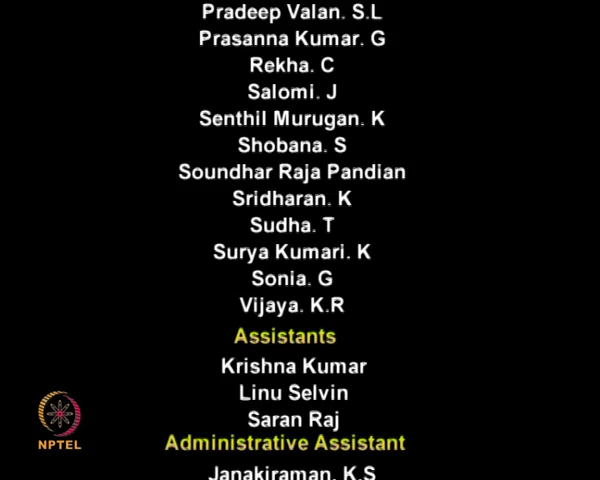 Pradeep Valan. S.L
Prasanna Kumar. G
Rekha. C
Salomi. J
Senthil Murugan. K
Shobana. S
Soundhar Raja Pandian
Sridharan. K
Sudha. T
Surya Kumari. K
Sonia. G
Vijaya. K.R
Assistants
Krishna Kumar
Linu Selvin
Saran Raj
NPTEL
Administrative Assistant
Janakiraman. K.S